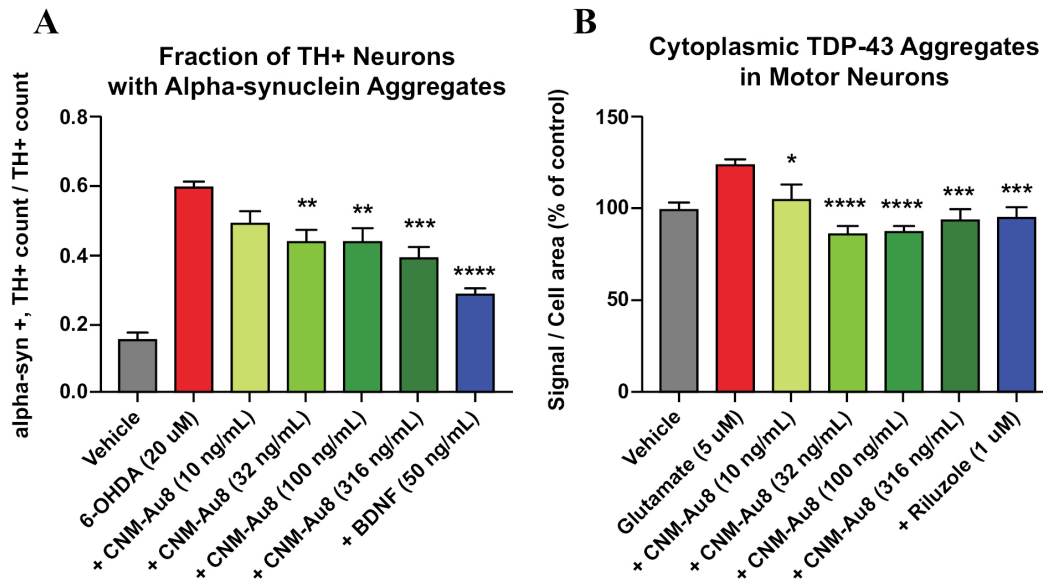 A
Fraction of TH+ Neurons
with Alpha-synuclein Aggregates
alpha-syn +, TH+ count / TH+ count
0.8
0.6
0.4
0.2
0.0
**
**
***
****
Vehicle
6-OHDA (20 uM)
+ CNM-Au8 (10 ng/mL)
+ CNM-Au8 (32 ng/mL)
+ CNM-Au8 (100 ng/mL)
+ CNM-Au8 (316 ng/mL)
+ BDNF (50 ng/mL)
B
Cytoplasmic TDP-43 Aggregates
in Motor Neurons
Signal / Cell area (% of control)
150
100
50
0
*
****
****
***
***
Vehicle
Glutamate (5 uM)
+ CNM-Au8 (10 ng/mL)
+ CNM-Au8 (32 ng/mL)
+ CNM-Au8 (100 ng/mL)
+ CNM-Au8 (316 ng/mL)
+ Riluzole (1 uM)